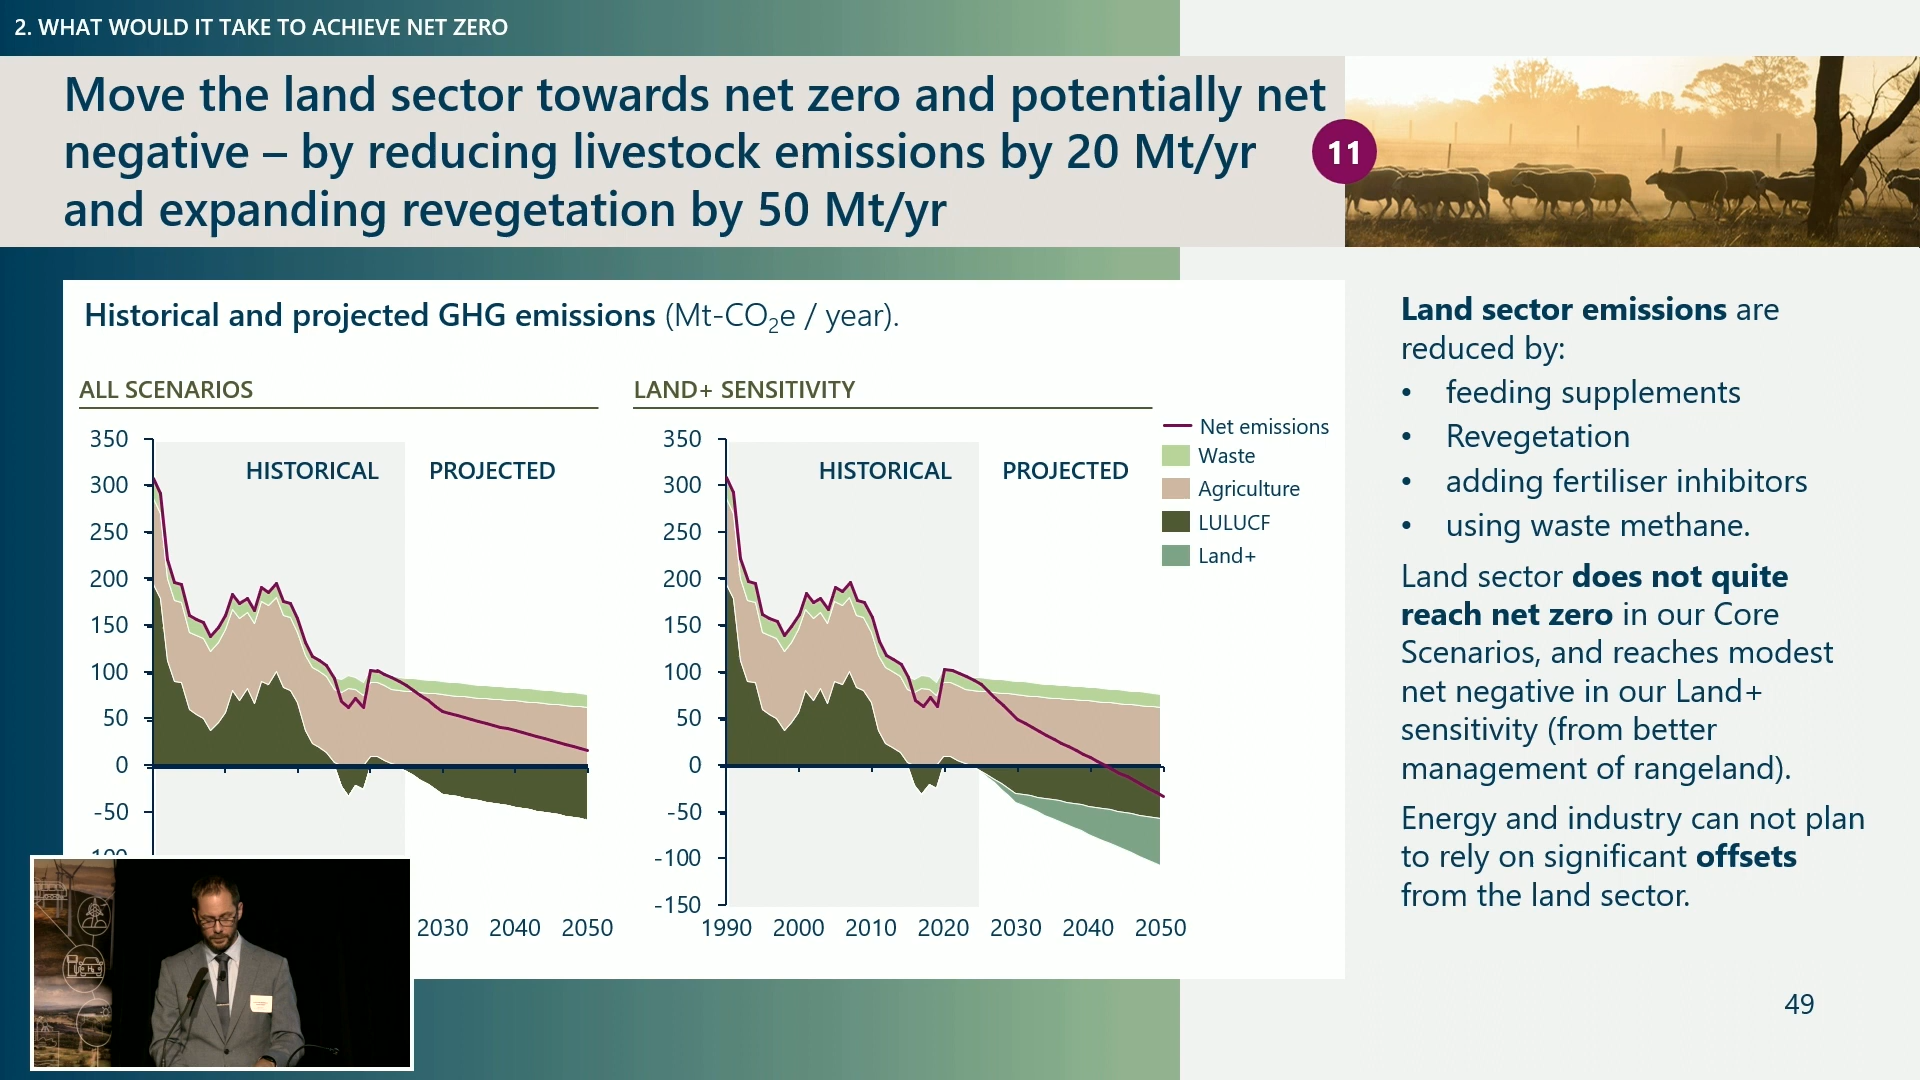 2. WHAT WOULD IT TAKE TO ACHIEVE NET ZERO
Move the land sector towards net zero and potentially net
negative – by reducing livestock emissions by 20 Mt/yr
and expanding revegetation by 50 Mt/yr
11
Historical and projected GHG emissions (Mt-CO2e / year).
ALL SCENARIOS
350
300
250
200
150
100
50
0
-50
HISTORICAL
PROJECTED
2030 2040 2050
LAND+ SENSITIVITY
350
300
250
200
150
100
50
0
-50
-100
-150
HISTORICAL
PROJECTED
1990 2000 2010 2020 2030 2040 2050
Net emissions
Waste
Agriculture
LULUCF
Land+
Land sector emissions are
reduced by:
• feeding supplements
• Revegetation
• adding fertiliser inhibitors
• using waste methane.
Land sector does not quite
reach net zero in our Core
Scenarios, and reaches modest
net negative in our Land+
sensitivity (from better
management of rangeland).
Energy and industry can not plan
to rely on significant offsets
from the land sector.
49